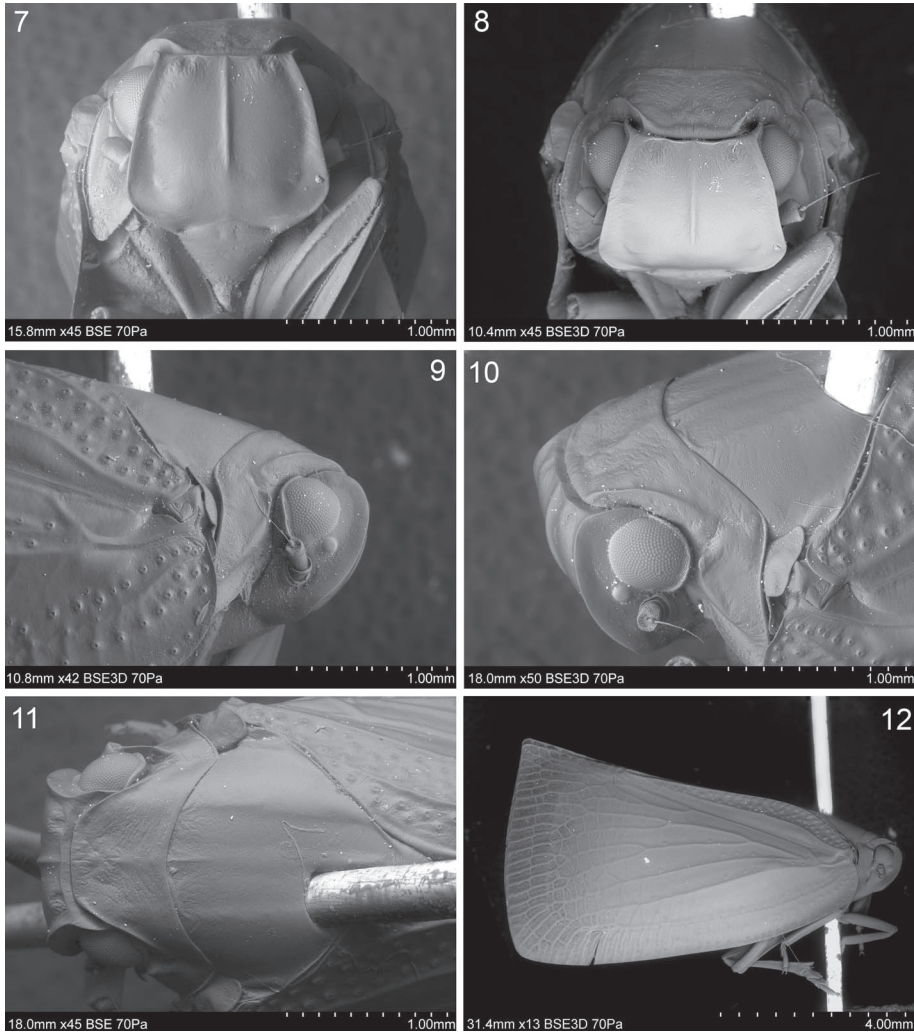 7
15.8mm x45 BSE 70Pa 1.00mm
8
10.4mm x45 BSE3D 70Pa 1.00mm
9
10.8mm x42 BSE3D 70Pa 1.00mm
10
18.0mm x50 BSE3D 70Pa 1.00mm
11
18.0mm x45 BSE 70Pa 1.00mm
12
31.4mm x13 BSE3D 70Pa 4.00mm